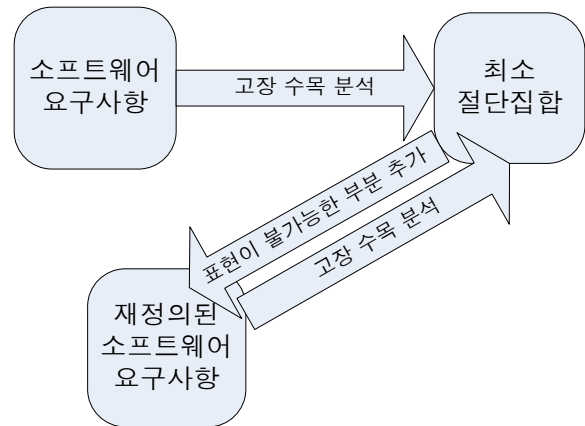 소프트웨어
요구사항
고장 수목 분석
최소
절단집합
표현이 불가능한 부분 추가
고장 수목 분석
재정의된
소프트웨어
요구사항